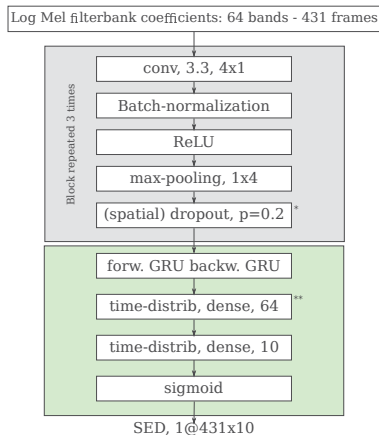 Log Mel filterbank coefficients: 64 bands - 431 frames
Block repeated 3 times
conv, 3.3, 4x1
Batch-normalization
ReLU
max-pooling, 1x4
(spatial) dropout, p=0.2 *
forw. GRU backw. GRU
time-distrib, dense, 64 **
time-distrib, dense, 10
sigmoid
SED, 1@431x10